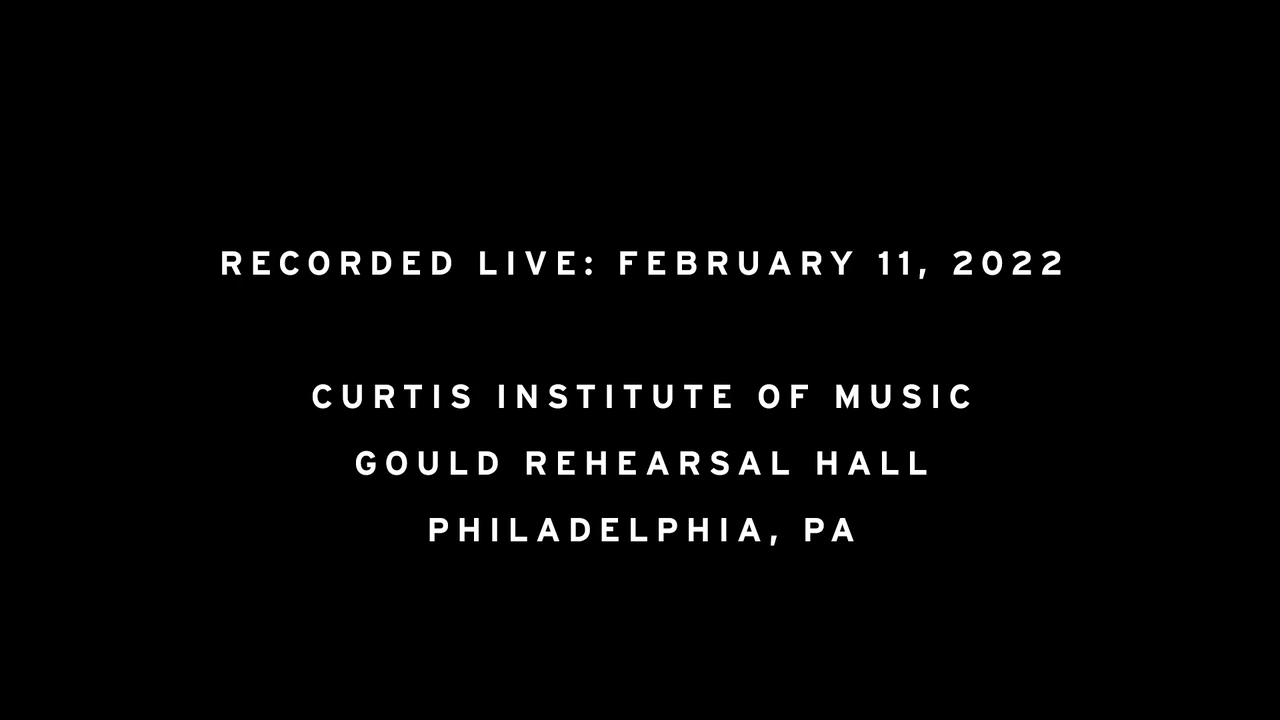 RECORDED LIVE: FEBRUARY 11, 2022
CURTIS INSTITUTE OF MUSIC
GOULD REHEARSAL HALL
PHILADELPHIA, PA